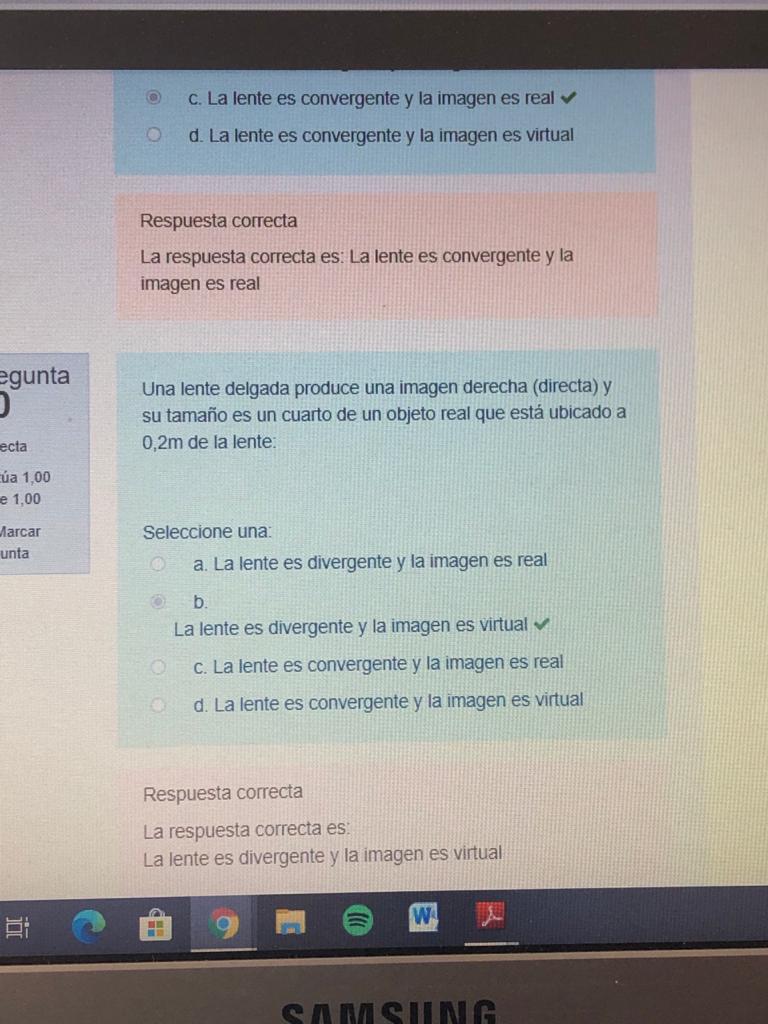 c. La lente es convergente y la imagen es real
d. La lente es convergente y la imagen es virtual
Respuesta correcta
La respuesta correcta es: La lente es convergente y la
imagen es real
egunta
0
ecta
túa 1,00
e 1,00
Marcar
unta
Una lente delgada produce una imagen derecha (directa) y
su tamaño es un cuarto de un objeto real que está ubicado a
0,2m de la lente:
Seleccione una:
a. La lente es divergente y la imagen es real
b.
La lente es divergente y la imagen es virtual
c. La lente es convergente y la imagen es real
d. La lente es convergente y la imagen es virtual
Respuesta correcta
La respuesta correcta es:
La lente es divergente y la imagen es virtual
W
SAMSUNG